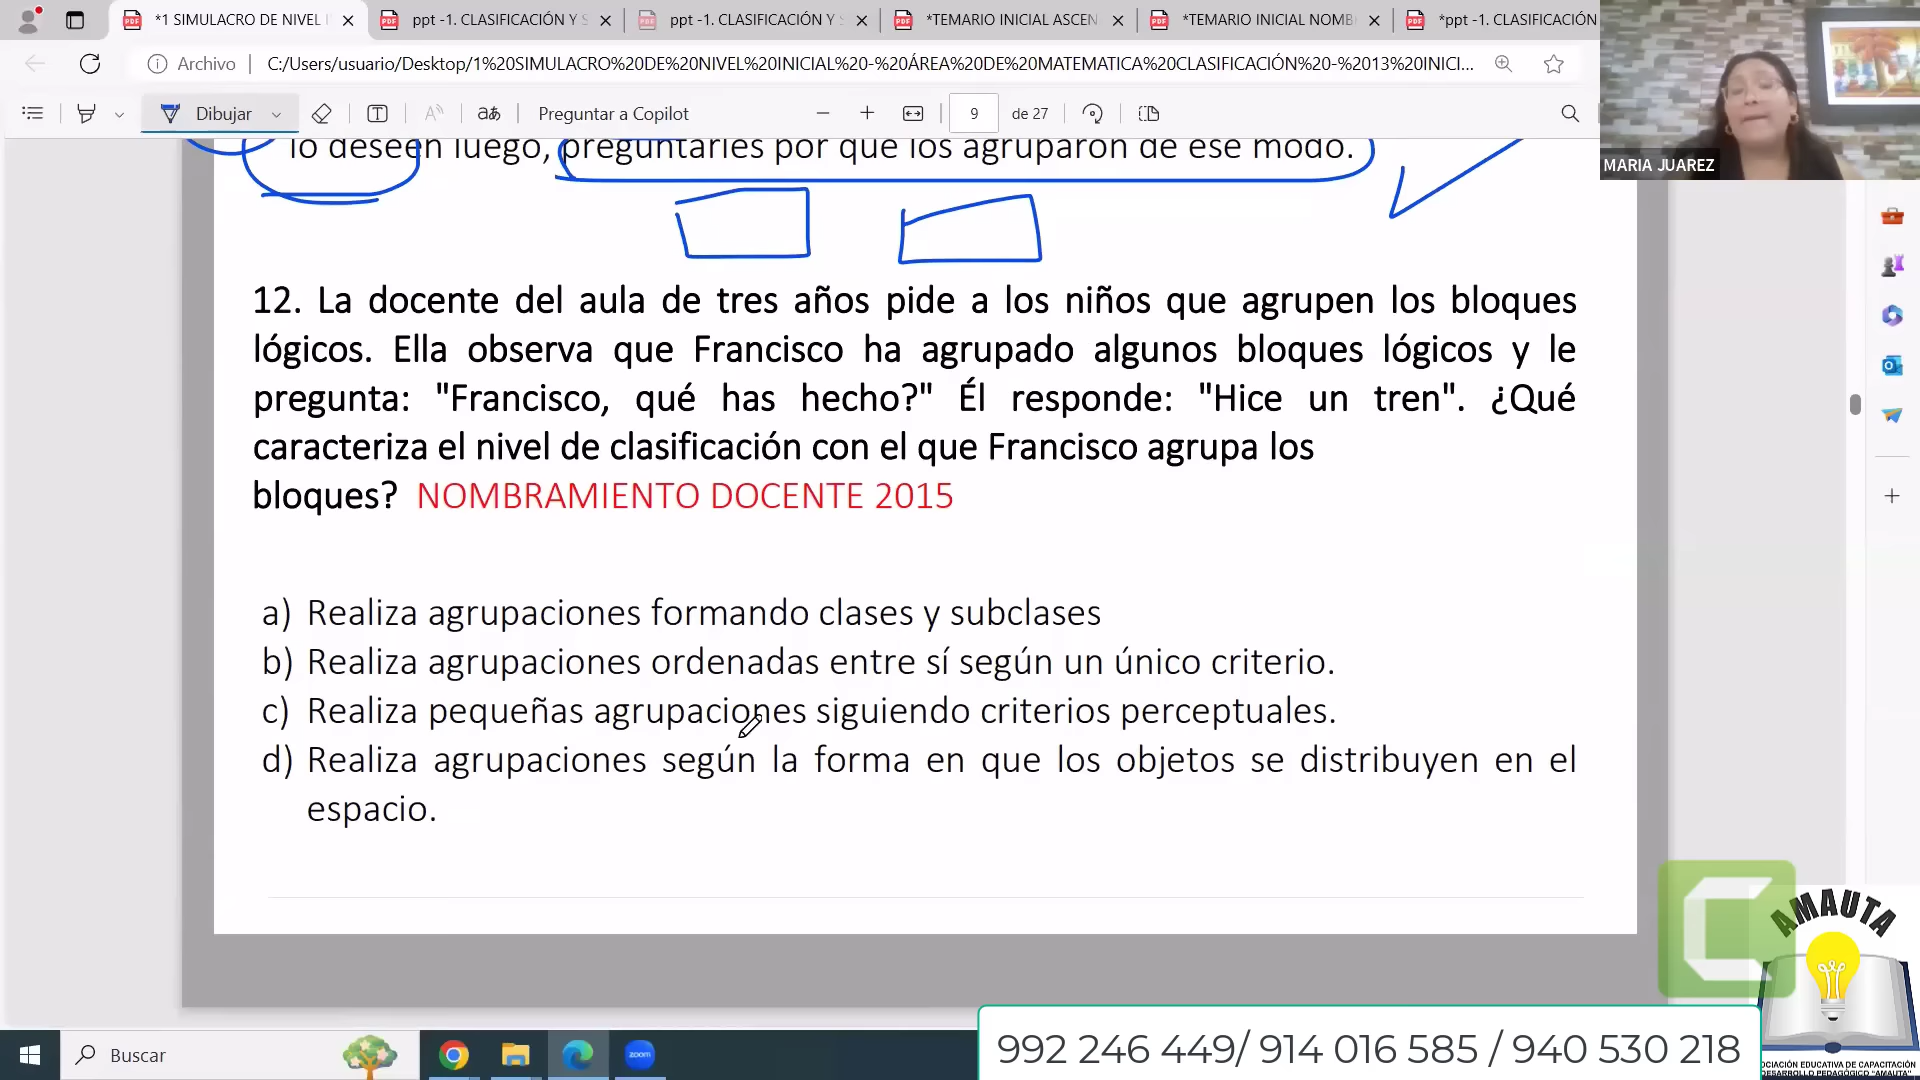 *1 SIMULACRO DE NIVEL I
ppt -1. CLASIFICACIÓN Y S
ppt -1. CLASIFICACIÓN Y S
*TEMARIO INICIAL ASCEN
*TEMARIO INICIAL NOMB
*ppt -1. CLASIFICACIÓN
Archivo
C:/Users/usuario/Desktop/1%20SIMULACRO%20DE%20NIVEL%20INICIAL%20-%20ÁREA%20DE%20MATEMATICA%20CLASIFICACIÓN%20-%2013%20INICI...
Dibujar
Preguntar a Copilot
9
de 27
MARIA JUAREZ
lo deseen luego, preguntarles por qué los agruparon de ese modo.
12. La docente del aula de tres años pide a los niños que agrupen los bloques
lógicos. Ella observa que Francisco ha agrupado algunos bloques lógicos y le
pregunta: "Francisco, qué has hecho?" Él responde: "Hice un tren". ¿Qué
caracteriza el nivel de clasificación con el que Francisco agrupa los
bloques? NOMBRAMIENTO DOCENTE 2015
a) Realiza agrupaciones formando clases y subclases
b) Realiza agrupaciones ordenadas entre sí según un único criterio.
c) Realiza pequeñas agrupaciones siguiendo criterios perceptuales.
d) Realiza agrupaciones según la forma en que los objetos se distribuyen en el
espacio.
AMAUTA
OCIACIÓN EDUCATIVA DE CAPACITACIÓN
DESARROLLO PEDAGÓGICO "AMAUTA"
992 246 449/ 914 016 585 / 940 530 218
Buscar
zoom